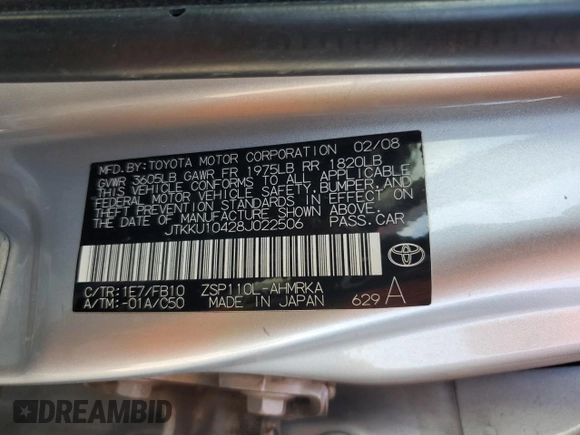 MFD. BY: TOYOTA MOTOR CORPORATION 02/08
GVWR 3605LB GAWR FR 1975LB RR 1820LB
THIS VEHICLE CONFORMS TO ALL APPLICABLE
FEDERAL MOTOR VEHICLE SAFETY, BUMPER, AND
THEFT PREVENTION STANDARDS IN EFFECT ON
THE DATE OF MANUFACTURE SHOWN ABOVE.
JTKKU10428J022506 PASS. CAR
C/TR: 1E7/FB10 ZSP110L-AHMRKA
A/TM: -01A/C50 MADE IN JAPAN 629 A
DREAMBID